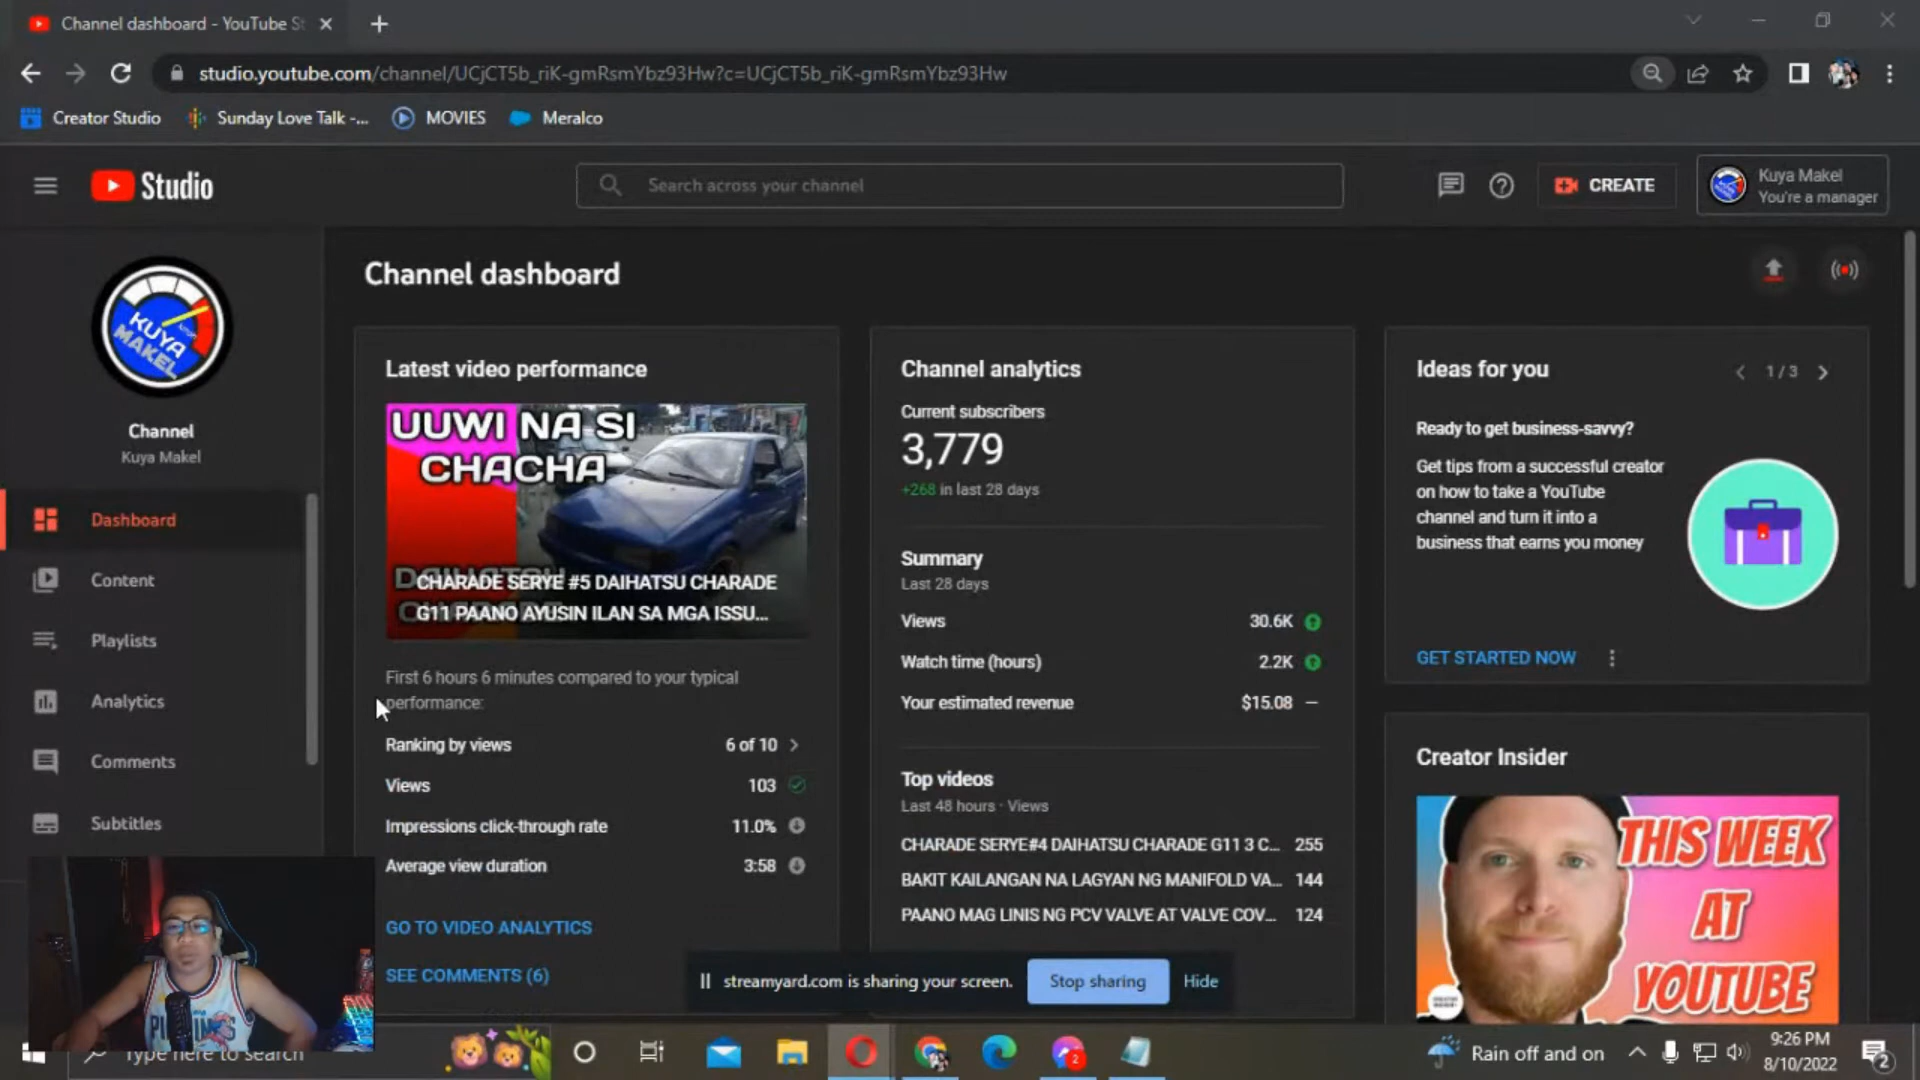 Channel dashboard - YouTube St
studio.youtube.com/channel/UCjCT5b_riK-gmRsmYbz93Hw?c=UCjCT5b_riK-gmRsmYbz93Hw
Creator Studio
Sunday Love Talk -...
MOVIES
Meralco
Studio
Search across your channel
CREATE
Kuya Makel
You're a manager
KUYA
MAKEL
Channel
Kuya Makel
Dashboard
Content
Playlists
Analytics
Comments
Subtitles
Channel dashboard
Latest video performance
UUWI NA SI
CHACHA
CHARADE SERYE #5 DAIHATSU CHARADE
G11 PAANO AYUSIN ILAN SA MGA ISSU...
First 6 hours 6 minutes compared to your typical
performance:
Ranking by views 6 of 10
Views 103
Impressions click-through rate 11.0%
Average view duration 3:58
GO TO VIDEO ANALYTICS
SEE COMMENTS (6)
Channel analytics
Current subscribers
3,779
+268 in last 28 days
Summary
Last 28 days
Views 30.6K
Watch time (hours) 2.2K
Your estimated revenue $15.08 —
Top videos
Last 48 hours · Views
CHARADE SERYE#4 DAIHATSU CHARADE G11 3 C... 255
BAKIT KAILANGAN NA LAGYAN NG MANIFOLD VA... 144
PAANO MAG LINIS NG PCV VALVE AT VALVE COV... 124
Ideas for you
1 / 3
Ready to get business-savvy?
Get tips from a successful creator
on how to take a YouTube
channel and turn it into a
business that earns you money
GET STARTED NOW
Creator Insider
THIS WEEK
AT
YOUTUBE
streamyard.com is sharing your screen.
Stop sharing
Hide
Type here to search
2
Rain off and on
9:26 PM
8/10/2022
2